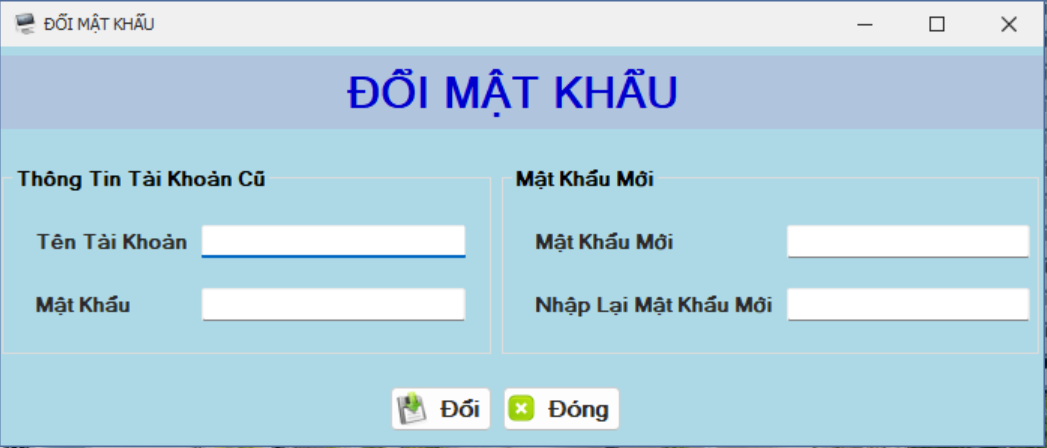 ĐỔI MẬT KHẨU
ĐỔI MẬT KHẨU
Thông Tin Tài Khoản Cũ
Tên Tài Khoản
Mật Khẩu
Mật Khẩu Mới
Mật Khẩu Mới
Nhập Lại Mật Khẩu Mới
Đổi
Đóng